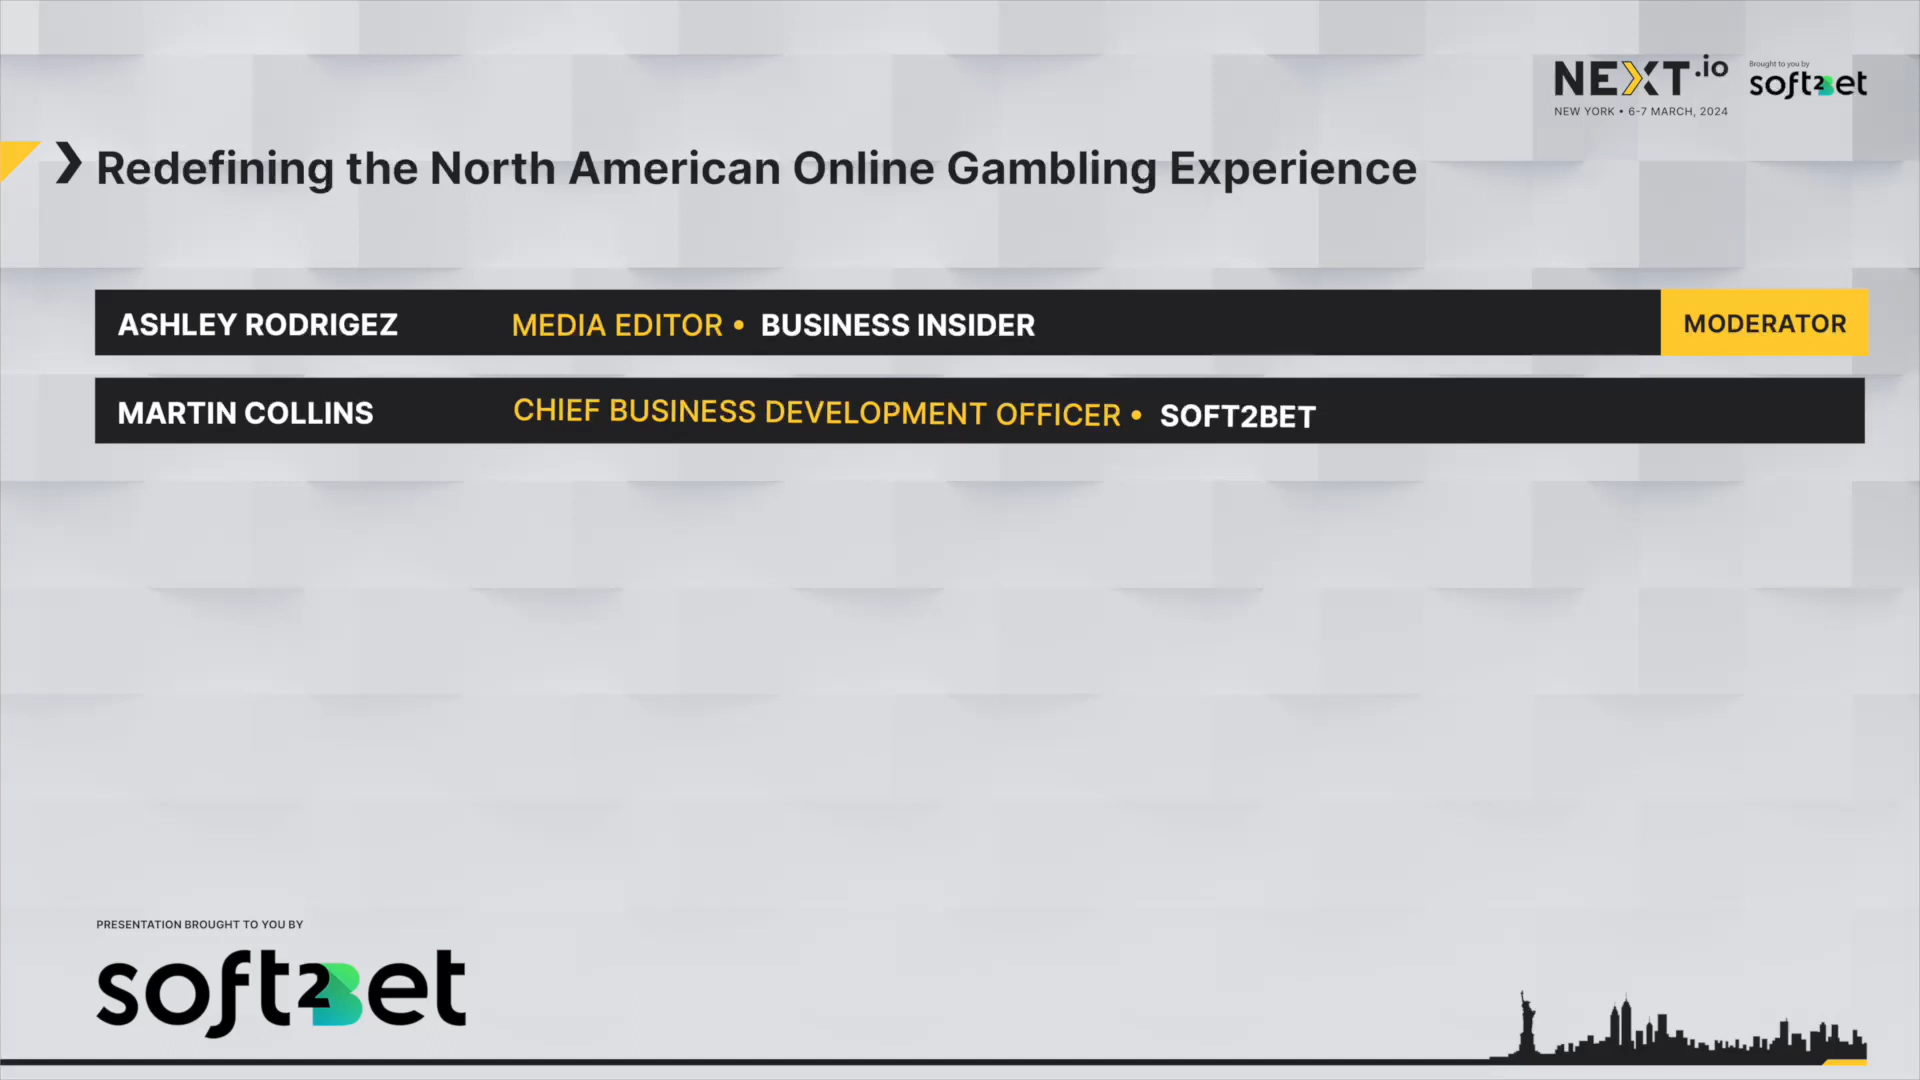 NEXT.io
NEW YORK • 6-7 MARCH, 2024
Brought to you by
soft2Bet
Redefining the North American Online Gambling Experience
ASHLEY RODRIGEZ MEDIA EDITOR • BUSINESS INSIDER MODERATOR
MARTIN COLLINS CHIEF BUSINESS DEVELOPMENT OFFICER • SOFT2BET
PRESENTATION BROUGHT TO YOU BY
soft2Bet